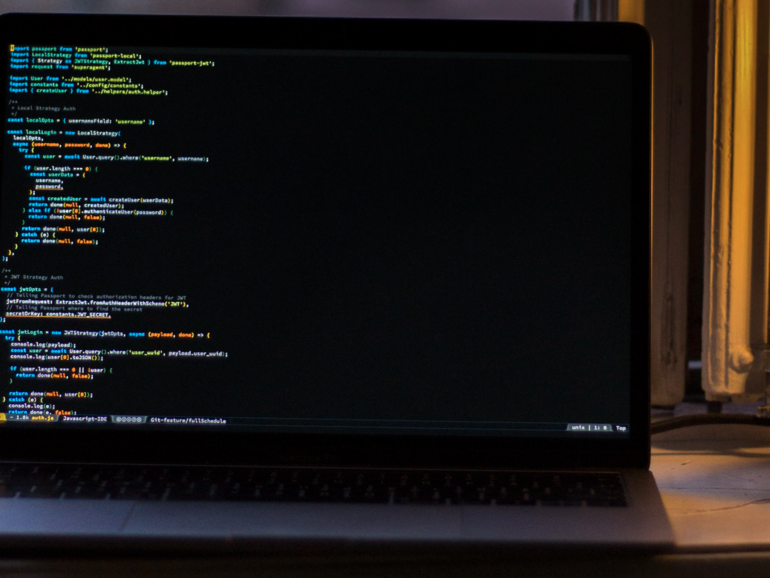 import passport from 'passport';
import LocalStrategy from 'passport-local';
import { Strategy as JWTStrategy, ExtractJwt } from 'passport-jwt';
import request from 'superagent';
import User from '../models/user.model';
import constants from '../config/constants';
import { createUser } from '../helpers/auth.helper';
/**
* Local Strategy Auth
*/
const localOpts = { usernameField: 'username' };
const localLogin = new LocalStrategy(
localOpts,
async (username, password, done) => {
try {
const user = await User.query().where('username', username);
if (user.length === 0) {
const userData = {
username,
password,
};
const createdUser = await createUser(userData);
return done(null, createdUser);
} else if (!user[0].authenticateUser(password)) {
return done(null, false);
}
return done(null, user[0]);
} catch (e) {
return done(null, false);
}
},
);
/**
* JWT Strategy Auth
*/
const jwtOpts = {
// Telling Passport to check authorization headers for JWT
jwtFromRequest: ExtractJwt.fromAuthHeaderWithScheme('JWT'),
// Telling Passport where to find the secret
secretOrKey: constants.JWT_SECRET,
};
const jwtLogin = new JWTStrategy(jwtOpts, async (payload, done) => {
try {
console.log(payload);
const user = await User.query().where('user_uuid', payload.user_uuid);
console.log(user[0].toJSON());
if (user.length === 0 || !user) {
return done(null, false);
}
return done(null, user[0]);
} catch (e) {
console.log(e);
return done(e, false);
- 1.8k auth.js Javascript-IDE Git-feature/fullSchedule unix | 1: 0 Top